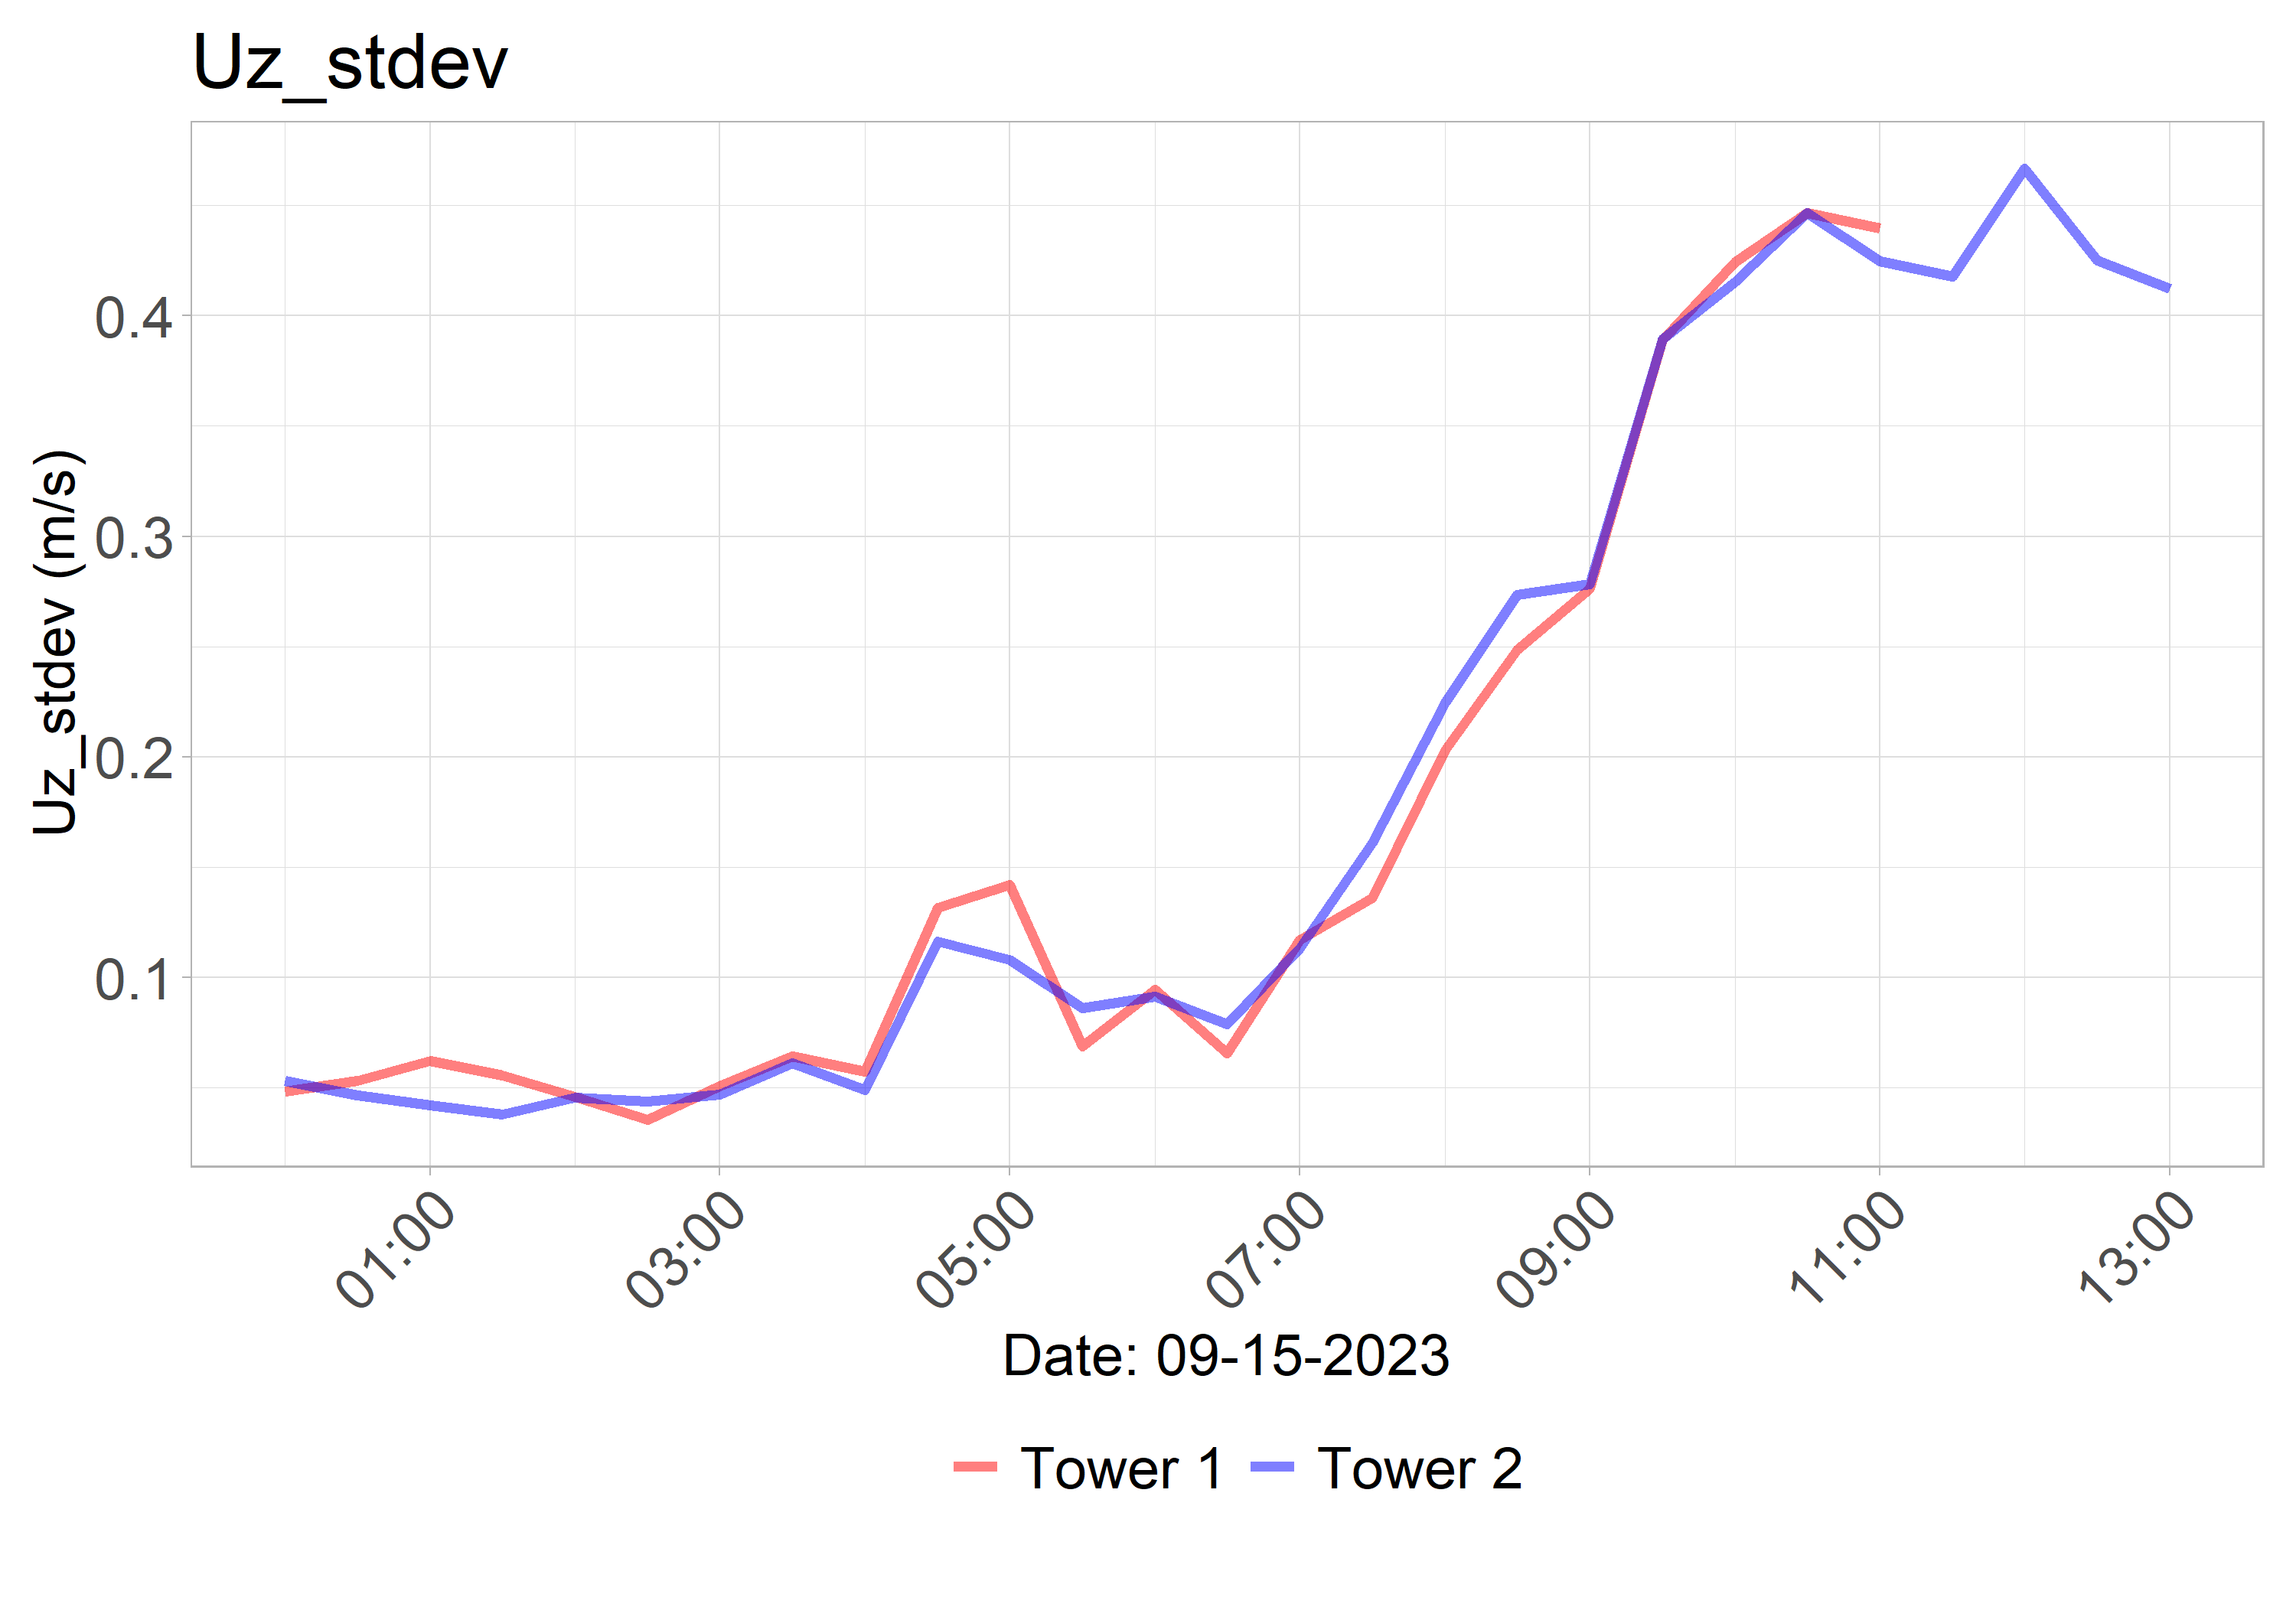 Uz_stdev
Uz_stdev (m/s)
0.4
0.3
0.2
0.1
01:00 03:00 05:00 07:00 09:00 11:00 13:00
Date: 09-15-2023
Tower 1 Tower 2